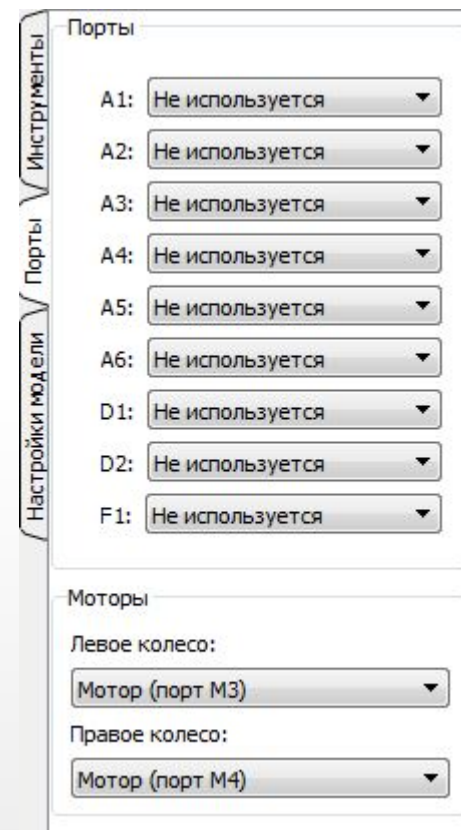 Инструменты
Порты
Настройки модели
Порты
A1: Не используется
A2: Не используется
A3: Не используется
A4: Не используется
A5: Не используется
A6: Не используется
D1: Не используется
D2: Не используется
F1: Не используется
Моторы
Левое колесо:
Мотор (порт M3)
Правое колесо:
Мотор (порт M4)